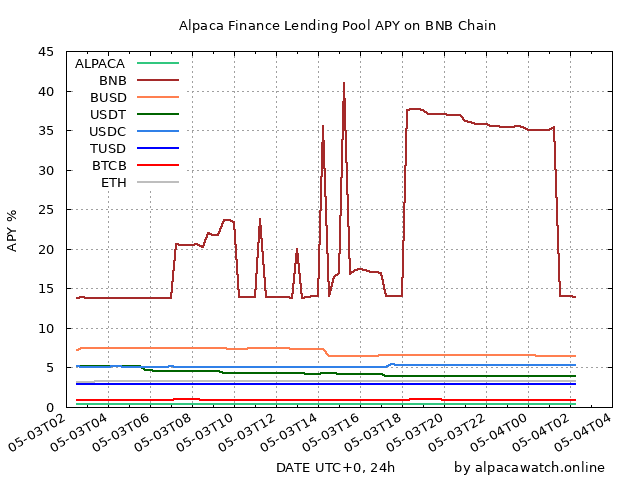 Alpaca Finance Lending Pool APY on BNB Chain
APY %
45
40
35
30
25
20
15
10
5
0
ALPACA
BNB
BUSD
USDT
USDC
TUSD
BTCB
ETH
05-03T02
05-03T04
05-03T06
05-03T08
05-03T10
05-03T12
05-03T14
05-03T16
05-03T18
05-03T20
05-03T22
05-04T00
05-04T02
05-04T04
DATE UTC+0, 24h
by alpacawatch.online